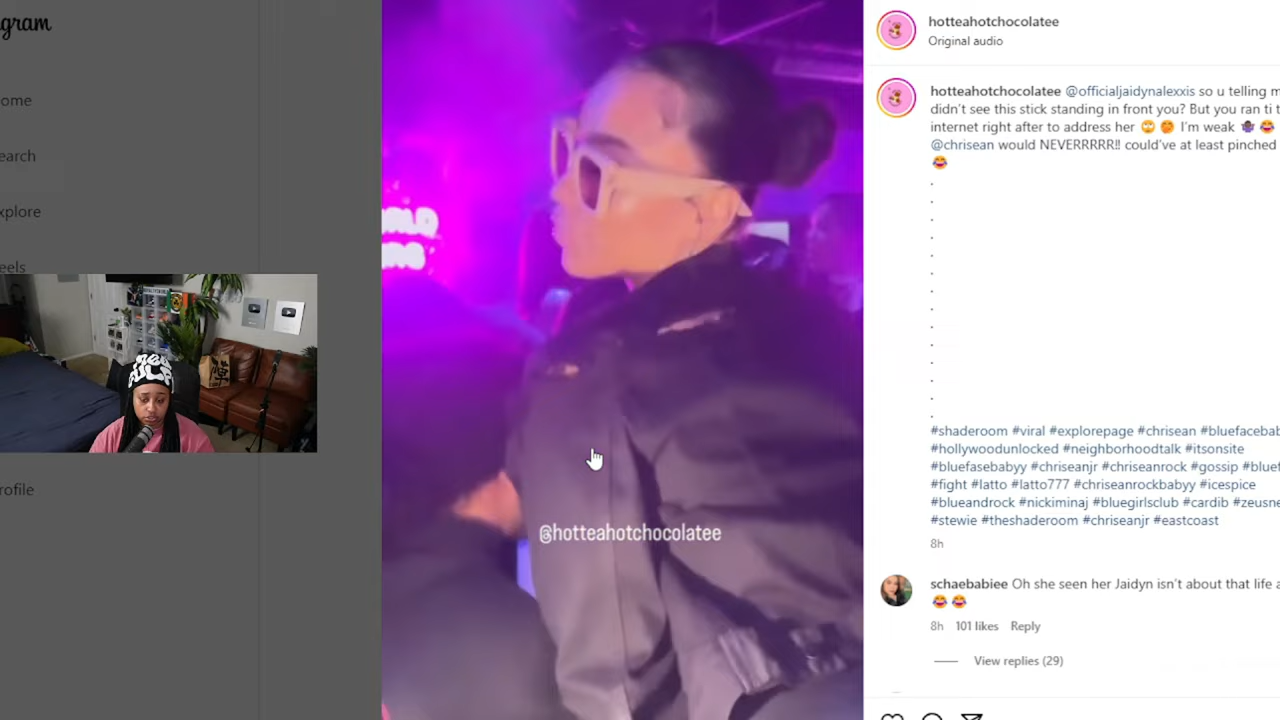 gram
ome
earch
xplore
eels
rofile
@hotteahotchocolatee
hotteahotchocolatee
Original audio
hotteahotchocolatee @officialjaidynalexxis so u telling m
didn't see this stick standing in front you? But you ran ti t
internet right after to address her 🙄 🥴 I'm weak 🤷🏾‍♀️ 😂
@chrisean would NEVERRRRR!! could've at least pinched
😂
.
.
.
.
.
.
.
.
.
.
.
.
.
.
#shaderoom #viral #explorepage #chrisean #bluefacebab
#hollywoodunlocked #neighborhoodtalk #itsonsite
#bluefasebabyy #chriseanjr #chriseanrock #gossip #bluef
#fight #latto #latto777 #chriseanrockbabyy #icespice
#blueandrock #nickiminaj #bluegirlsclub #cardib #zeusne
#stewie #theshaderoom #chriseanjr #eastcoast
8h
schaebabiee Oh she seen her Jaidyn isn't about that life a
😂 😂
8h 101 likes Reply
View replies (29)